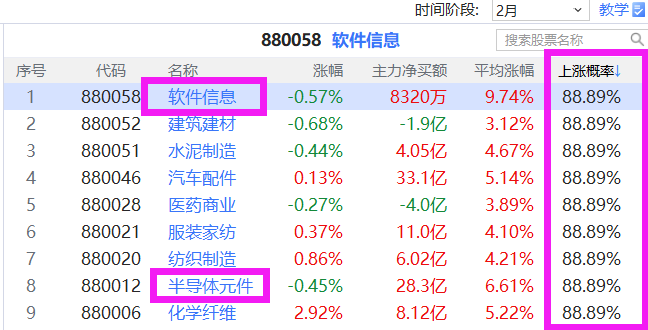 时间阶段: 2月 教学
880058 软件信息 搜索股票名称
序号 代码 名称 涨幅 主力净买额 平均涨幅 上涨概率↓
1 880058 软件信息 -0.57% 8320万 9.74% 88.89%
2 880052 建筑建材 -0.68% -1.9亿 3.12% 88.89%
3 880051 水泥制造 -0.44% 4.05亿 4.67% 88.89%
4 880046 汽车配件 0.13% 33.1亿 5.14% 88.89%
5 880028 医药商业 -0.27% -4.0亿 3.89% 88.89%
6 880021 服装家纺 0.37% 11.0亿 4.10% 88.89%
7 880020 纺织制造 0.86% 6.02亿 4.21% 88.89%
8 880012 半导体元件 -0.45% 28.3亿 6.61% 88.89%
9 880006 化学纤维 2.92% 8.12亿 5.22% 88.89%